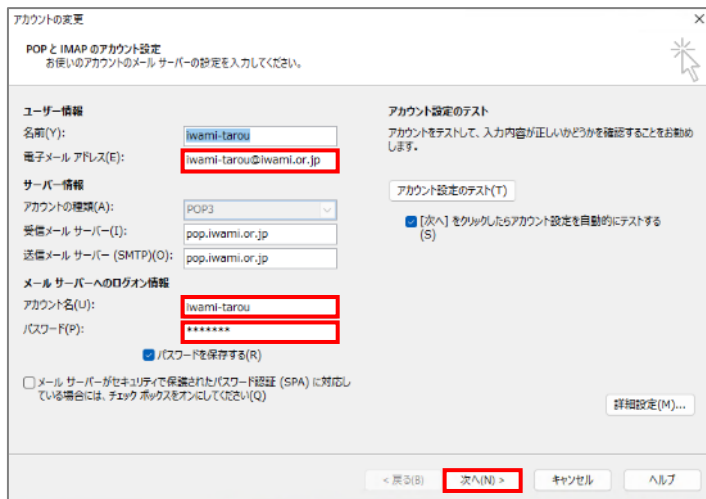 アカウントの変更
POP と IMAP のアカウント設定
お使いのアカウントのメール サーバーの設定を入力してください。
ユーザー情報
名前(Y):
iwami-tarou
電子メール アドレス(E):
iwami-tarou@iwami.or.jp
サーバー情報
アカウントの種類(A):
POP3
受信メール サーバー(I):
pop.iwami.or.jp
送信メール サーバー (SMTP)(O):
pop.iwami.or.jp
メール サーバーへのログオン情報
アカウント名(U):
iwami-tarou
パスワード(P):
*******
パスワードを保存する(R)
メール サーバーがセキュリティで保護されたパスワード認証 (SPA) に対応し
ている場合には、チェック ボックスをオンにしてください(Q)
アカウント設定のテスト
アカウントをテストして、入力内容が正しいかどうかを確認することをお勧め
します。
アカウント設定のテスト(T)
[次へ] をクリックしたらアカウント設定を自動的にテストする
(S)
詳細設定(M)...
< 戻る(B)
次へ(N) >
キャンセル
ヘルプ